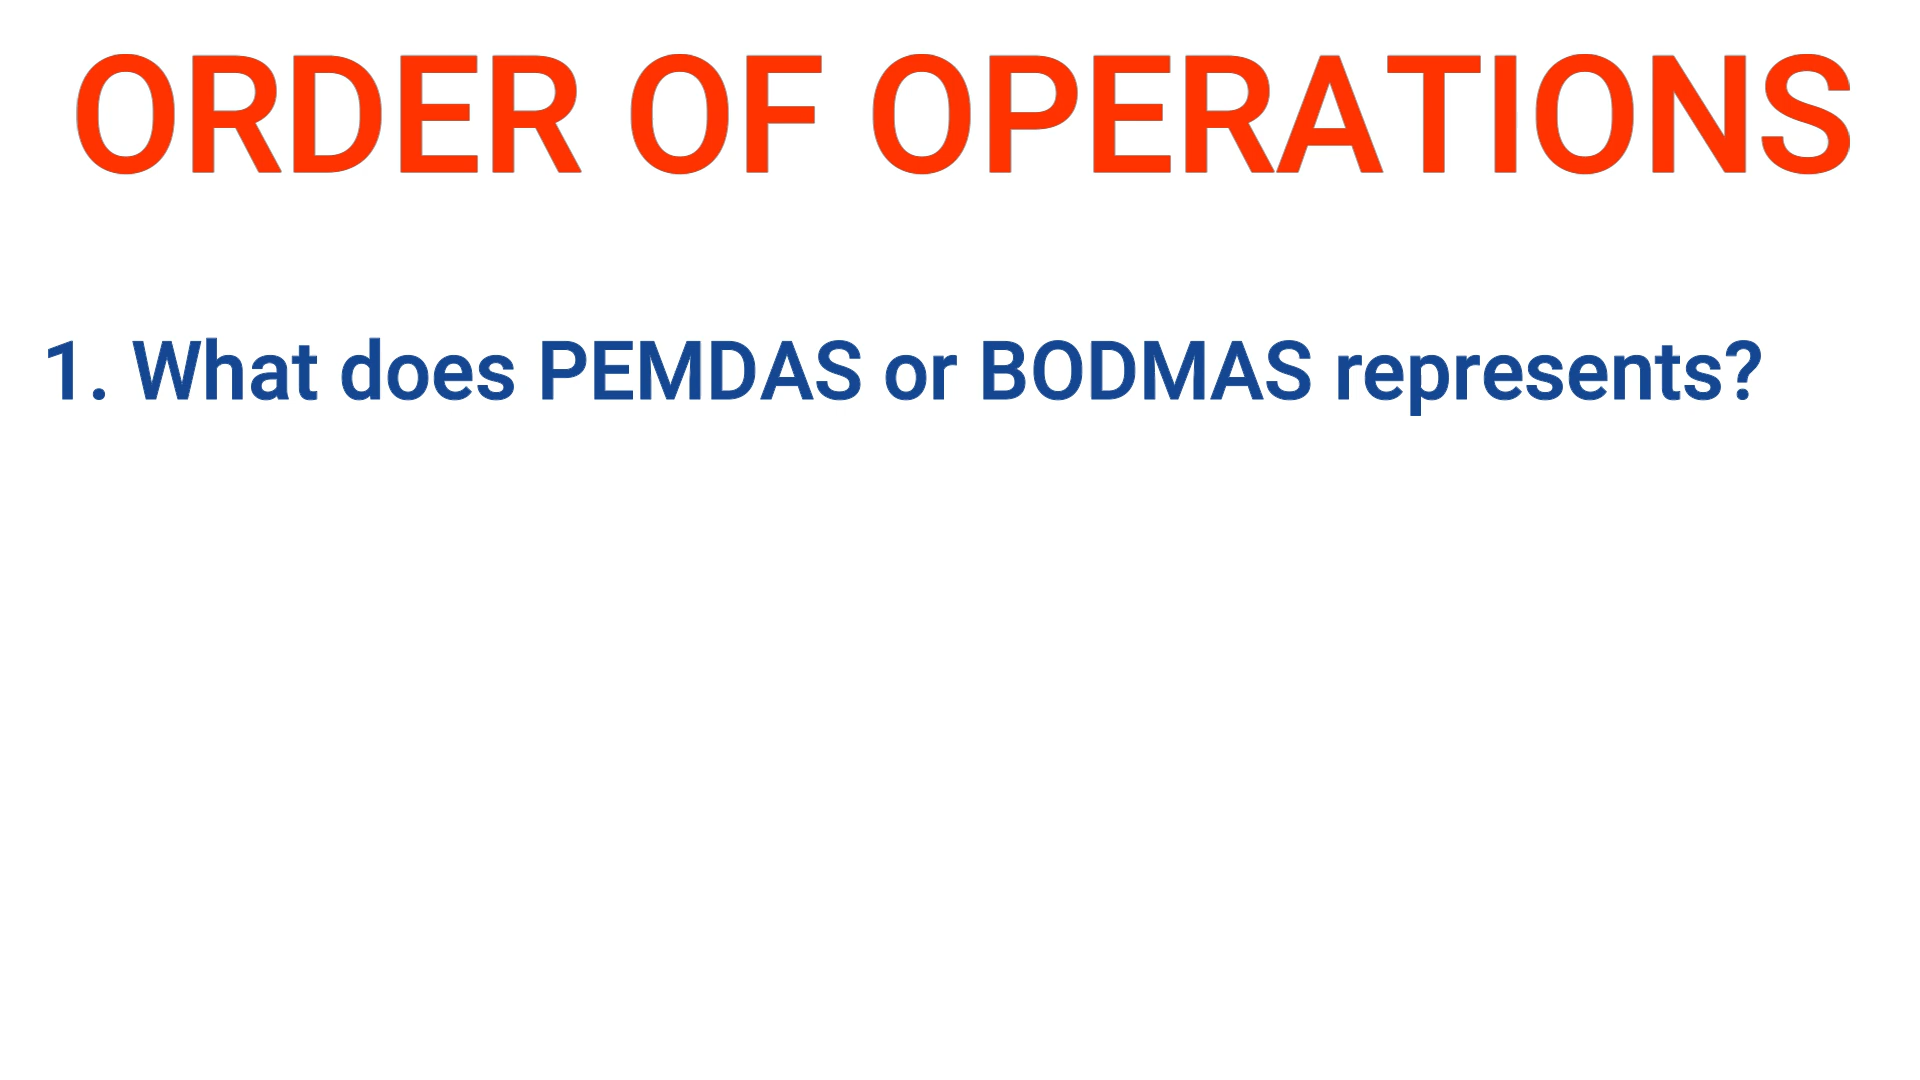 ORDER OF OPERATIONS
1. What does PEMDAS or BODMAS represents?